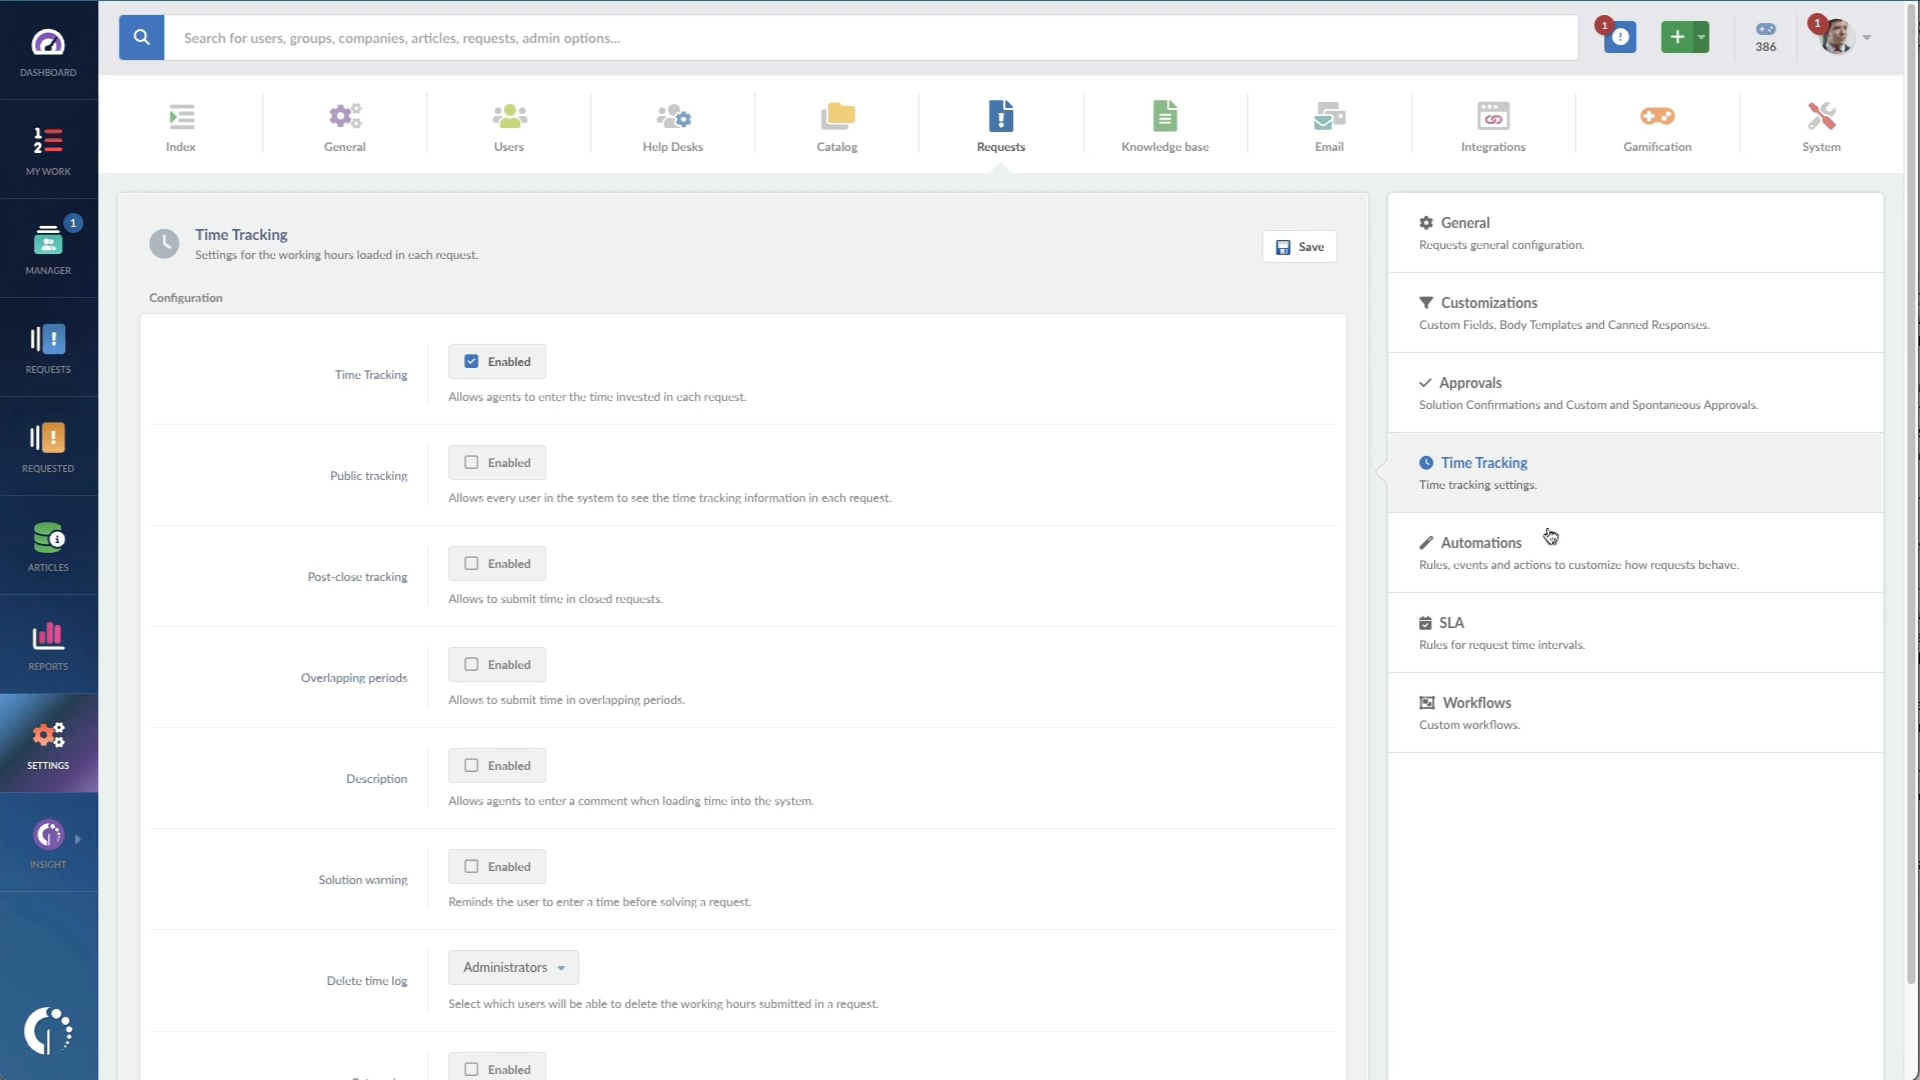 DASHBOARD
MY WORK
1
MANAGER
REQUESTS
REQUESTED
ARTICLES
REPORTS
SETTINGS
INSIGHT
Search for users, groups, companies, articles, requests, admin options...
1
386
1
Index
General
Users
Help Desks
Catalog
Requests
Knowledge base
Email
Integrations
Gamification
System
Time Tracking
Settings for the working hours loaded in each request.
Save
Configuration
Time Tracking
Enabled
Allows agents to enter the time invested in each request.
Public tracking
Enabled
Allows every user in the system to see the time tracking information in each request.
Post-close tracking
Enabled
Allows to submit time in closed requests.
Overlapping periods
Enabled
Allows to submit time in overlapping periods.
Description
Enabled
Allows agents to enter a comment when loading time into the system.
Solution warning
Enabled
Reminds the user to enter a time before solving a request.
Delete time log
Administrators
Select which users will be able to delete the working hours submitted in a request.
Enabled
General
Requests general configuration.
Customizations
Custom Fields, Body Templates and Canned Responses.
Approvals
Solution Confirmations and Custom and Spontaneous Approvals.
Time Tracking
Time tracking settings.
Automations
Rules, events and actions to customize how requests behave.
SLA
Rules for request time intervals.
Workflows
Custom workflows.